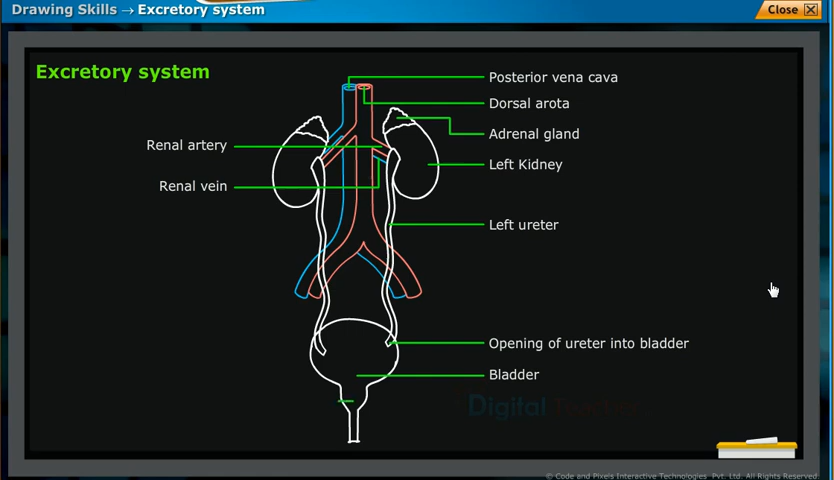 Drawing Skills → Excretory system
Close
Excretory system
Posterior vena cava
Dorsal arota
Adrenal gland
Renal artery
Left Kidney
Renal vein
Left ureter
Opening of ureter into bladder
Bladder
Digital Teacher
© Code and Pixels Interactive Technologies Pvt. Ltd. All Rights Reserved.